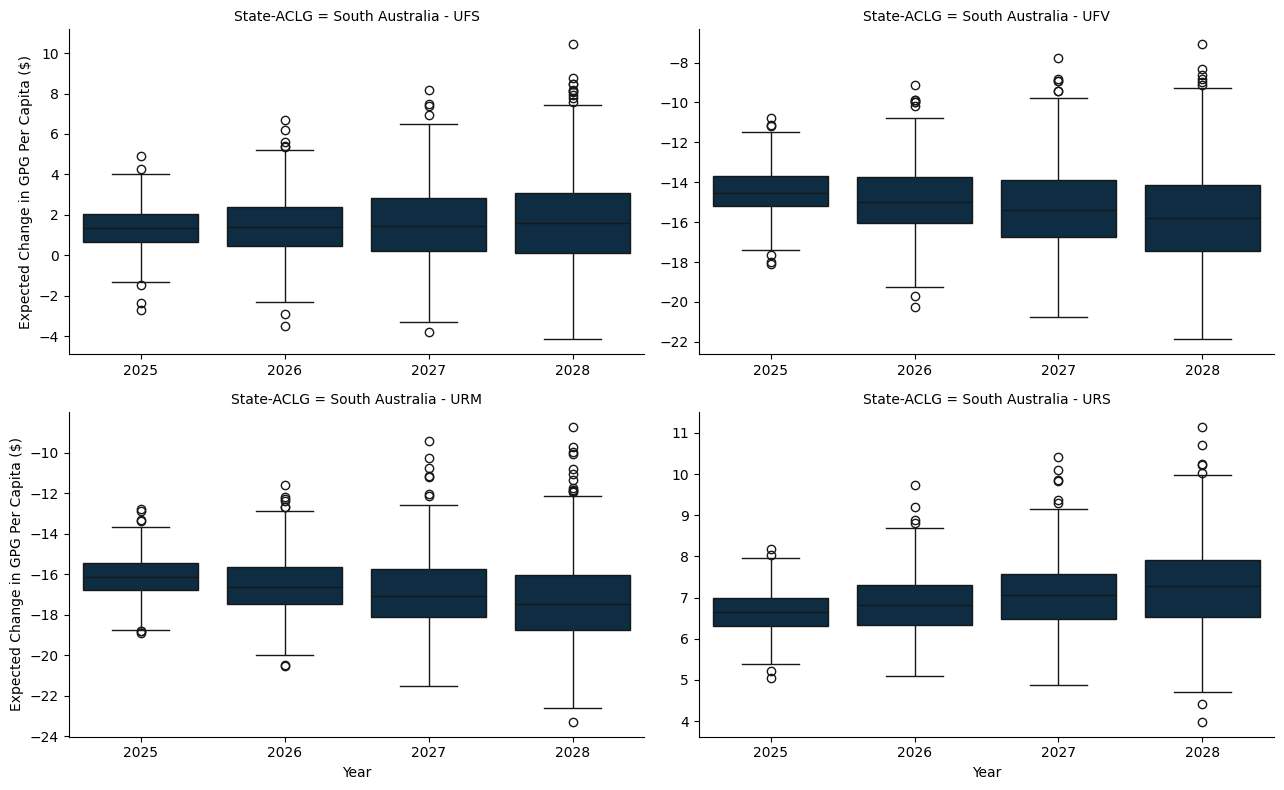 State-ACLG = South Australia - UFS
State-ACLG = South Australia - UFV
Expected Change in GPG Per Capita ($)
10
8
6
4
2
0
−2
−4
2025 2026 2027 2028
−8
−10
−12
−14
−16
−18
−20
−22
2025 2026 2027 2028
State-ACLG = South Australia - URM
State-ACLG = South Australia - URS
Expected Change in GPG Per Capita ($)
−10
−12
−14
−16
−18
−20
−22
−24
2025 2026 2027 2028
Year
11
10
9
8
7
6
5
4
2025 2026 2027 2028
Year